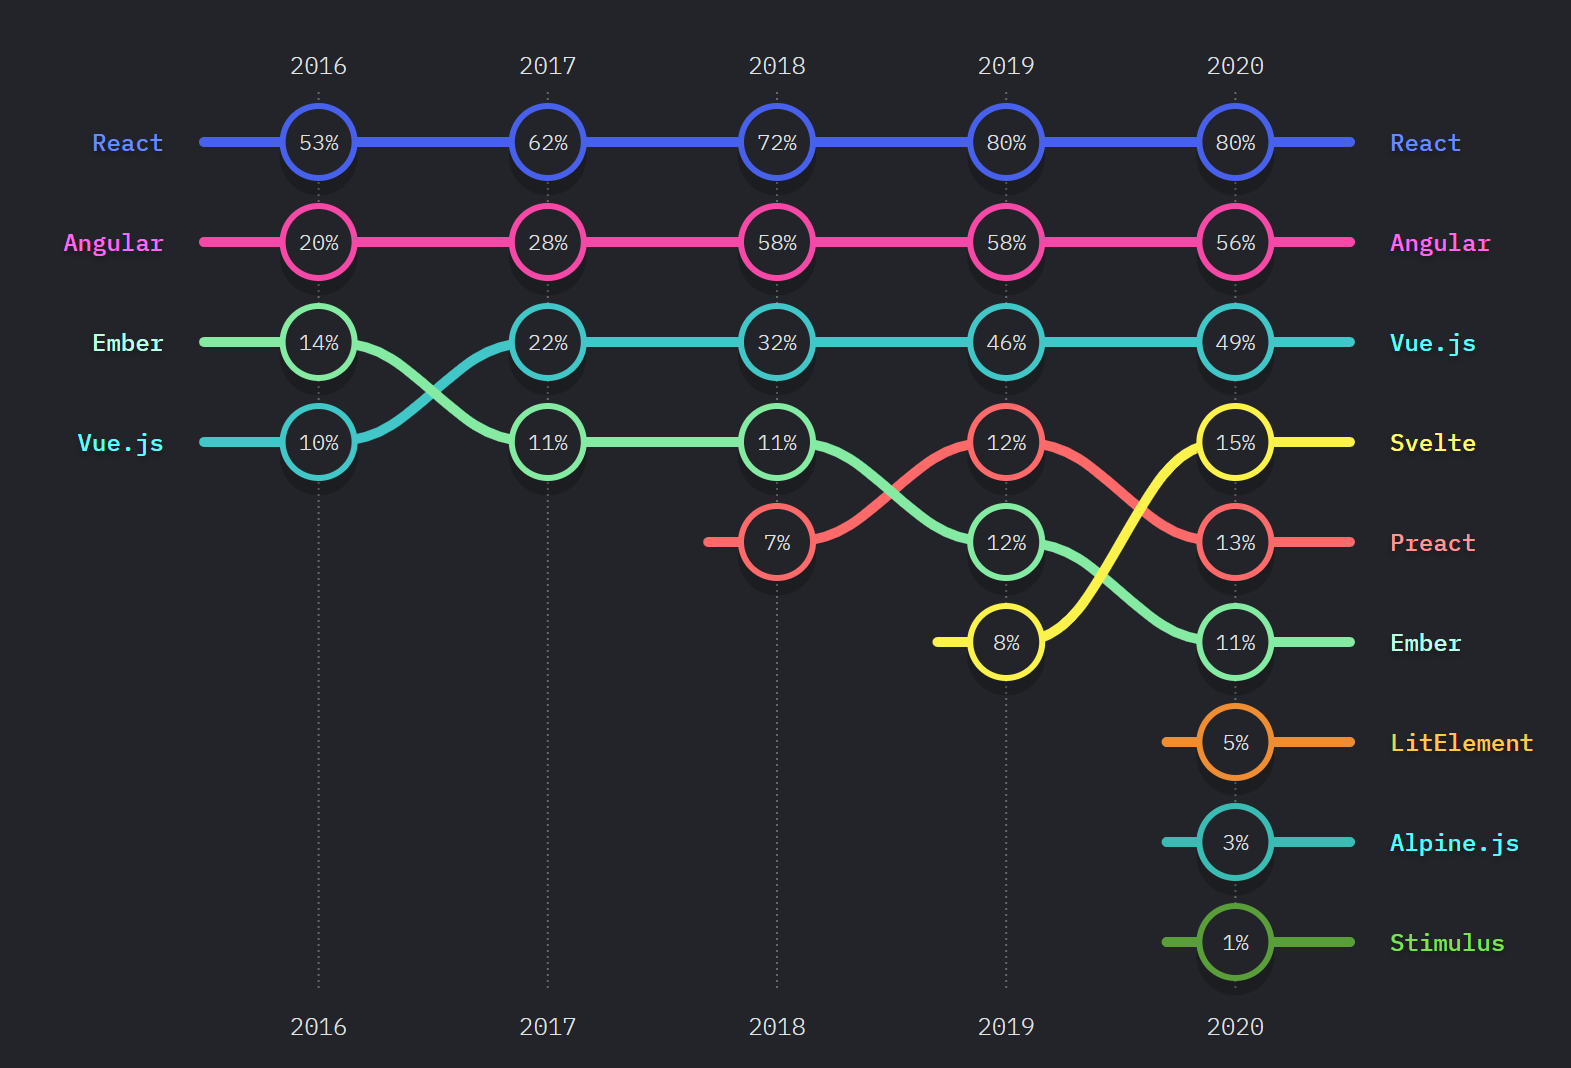 2016 2017 2018 2019 2020
React 53% 62% 72% 80% 80% React
Angular 20% 28% 58% 58% 56% Angular
Ember 14% 22% 32% 46% 49% Vue.js
Vue.js 10% 11% 11% 12% 15% Svelte
7% 12% 13% Preact
8% 11% Ember
5% LitElement
3% Alpine.js
1% Stimulus
2016 2017 2018 2019 2020